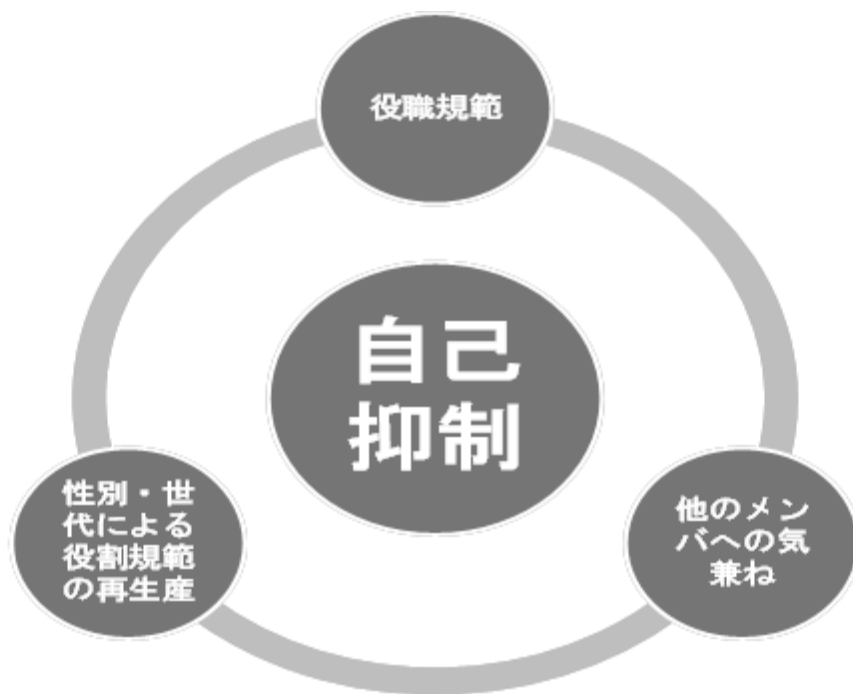 役職規範
自己
抑制
性別・世
代による
役割規範
の再生産
他のメン
バへの気
兼ね